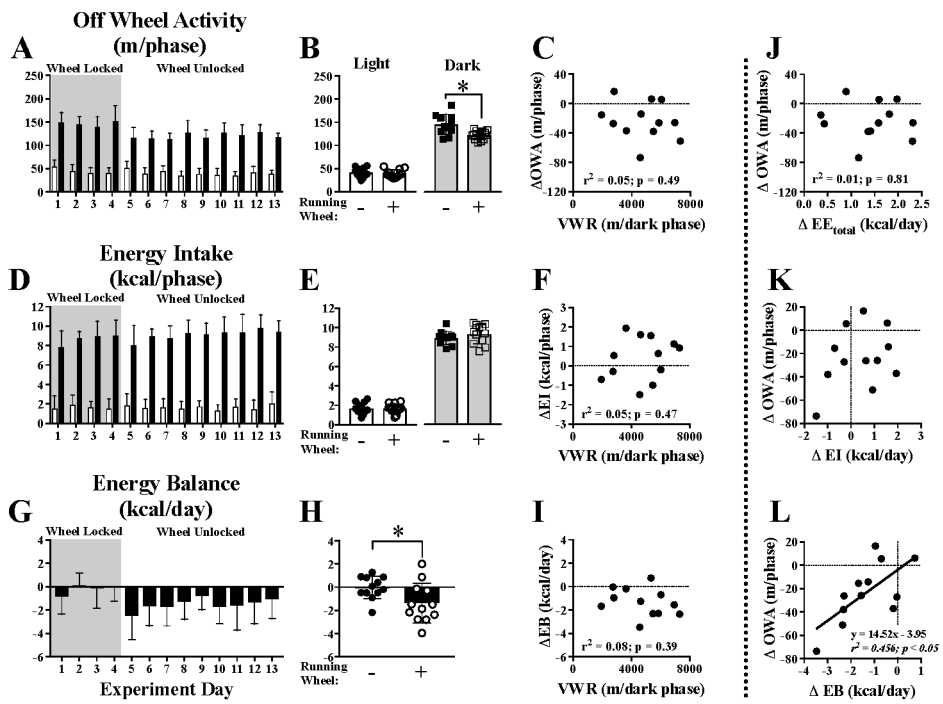 Off Wheel Activity
(m/phase)
A
Wheel Locked Wheel Unlocked
250
200
150
100
50
0
1 2 3 4 5 6 7 8 9 10 11 12 13
B
Light Dark
250
200
150
100
50
0
*
Running
Wheel: - + - +
C
ΔOWA (m/phase)
40
0
-40
-80
-120
r² = 0.05; p = 0.49
0 4000 8000
VWR (m/dark phase)
J
Δ OWA (m/phase)
40
0
-40
-80
-120
r² = 0.01; p = 0.81
0.0 0.5 1.0 1.5 2.0 2.5
Δ EEtotal (kcal/day)
Energy Intake
(kcal/phase)
D
Wheel Locked Wheel Unlocked
12
10
8
6
4
2
0
1 2 3 4 5 6 7 8 9 10 11 12 13
E
12
10
8
6
4
2
0
Running
Wheel: - + - +
F
ΔEI (kcal/phase)
3
2
1
0
-1
-2
-3
r² = 0.05; p = 0.47
0 4000 8000
VWR (m/dark phase)
K
Δ OWA (m/phase)
20
0
-20
-40
-60
-80
-2 -1 0 1 2 3
Δ EI (kcal/day)
Energy Balance
(kcal/day)
G
Wheel Locked Wheel Unlocked
4
2
0
-2
-4
-6
1 2 3 4 5 6 7 8 9 10 11 12 13
Experiment Day
H
*
4
2
0
-2
-4
-6
Running
Wheel: - +
I
ΔEB (kcal/day)
4
2
0
-2
-4
-6
r² = 0.08; p = 0.39
0 4000 8000
VWR (m/dark phase)
L
Δ OWA (m/phase)
20
0
-20
-40
-60
-80
y = 14.52x - 3.95
r² = 0.456; p < 0.05
-4 -3 -2 -1 0 1
Δ EB (kcal/day)